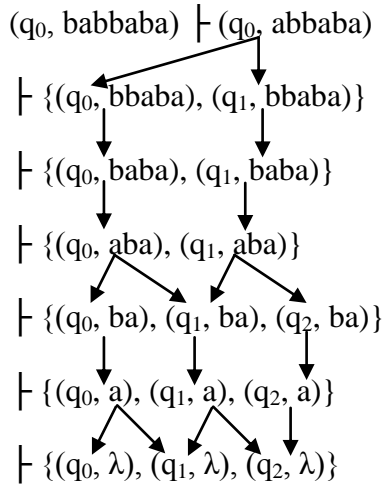 (q₀, babbaba) ├ (q₀, abbaba)
├ {(q₀, bbaba), (q₁, bbaba)}
├ {(q₀, baba), (q₁, baba)}
├ {(q₀, aba), (q₁, aba)}
├ {(q₀, ba), (q₁, ba), (q₂, ba)}
├ {(q₀, a), (q₁, a), (q₂, a)}
├ {(q₀, λ), (q₁, λ), (q₂, λ)}